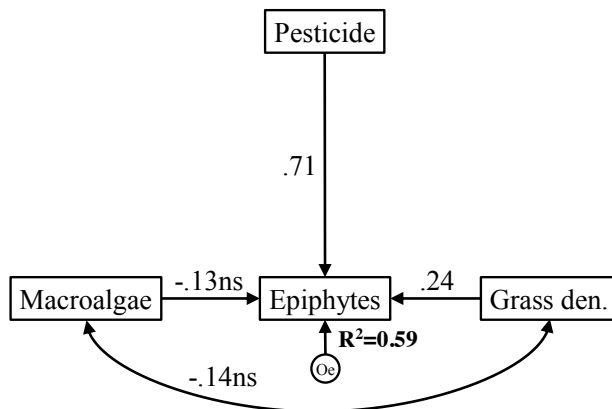 Pesticide
.71
Macroalgae
-.13ns
Epiphytes
.24
Grass den.
R²=0.59
Oe
-.14ns